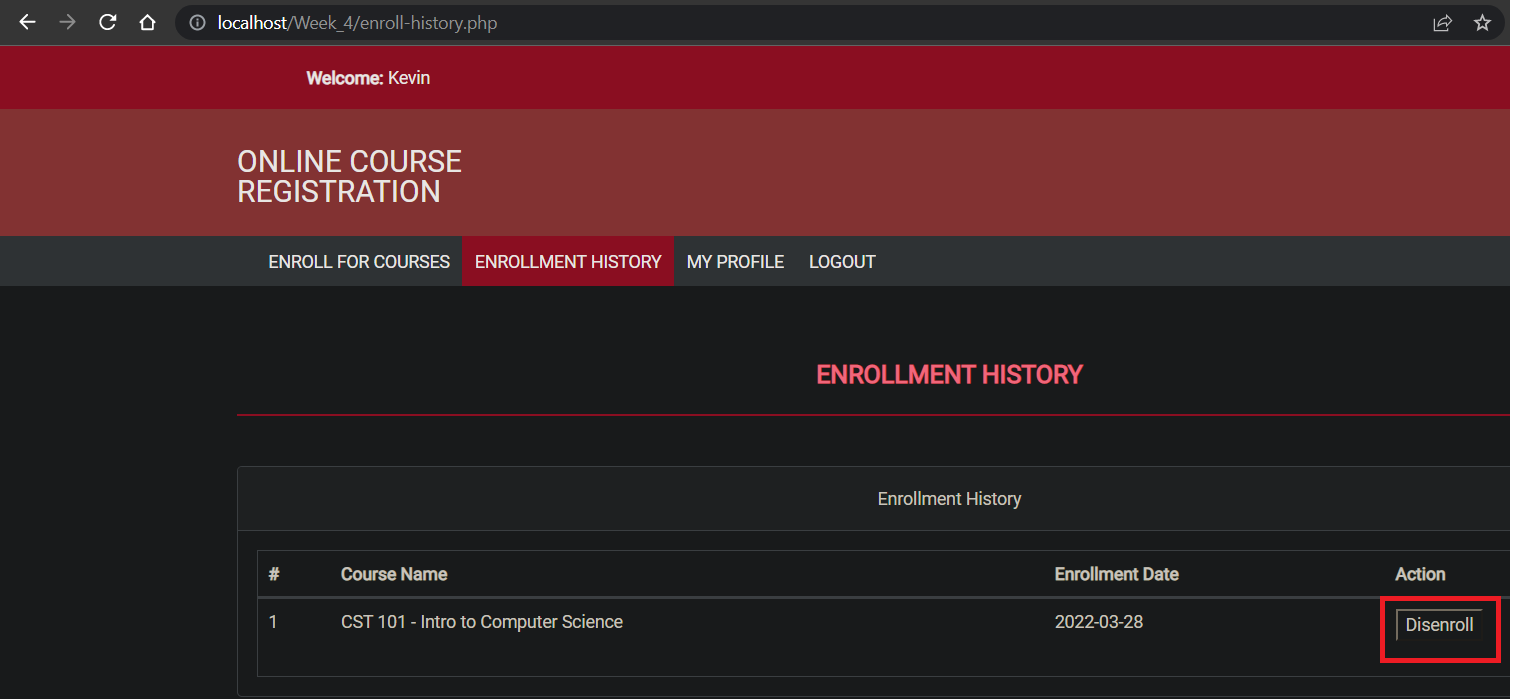 localhost/Week_4/enroll-history.php
Welcome: Kevin
ONLINE COURSE
REGISTRATION
ENROLL FOR COURSES ENROLLMENT HISTORY MY PROFILE LOGOUT
ENROLLMENT HISTORY
Enrollment History
# Course Name Enrollment Date Action
1 CST 101 - Intro to Computer Science 2022-03-28 Disenroll